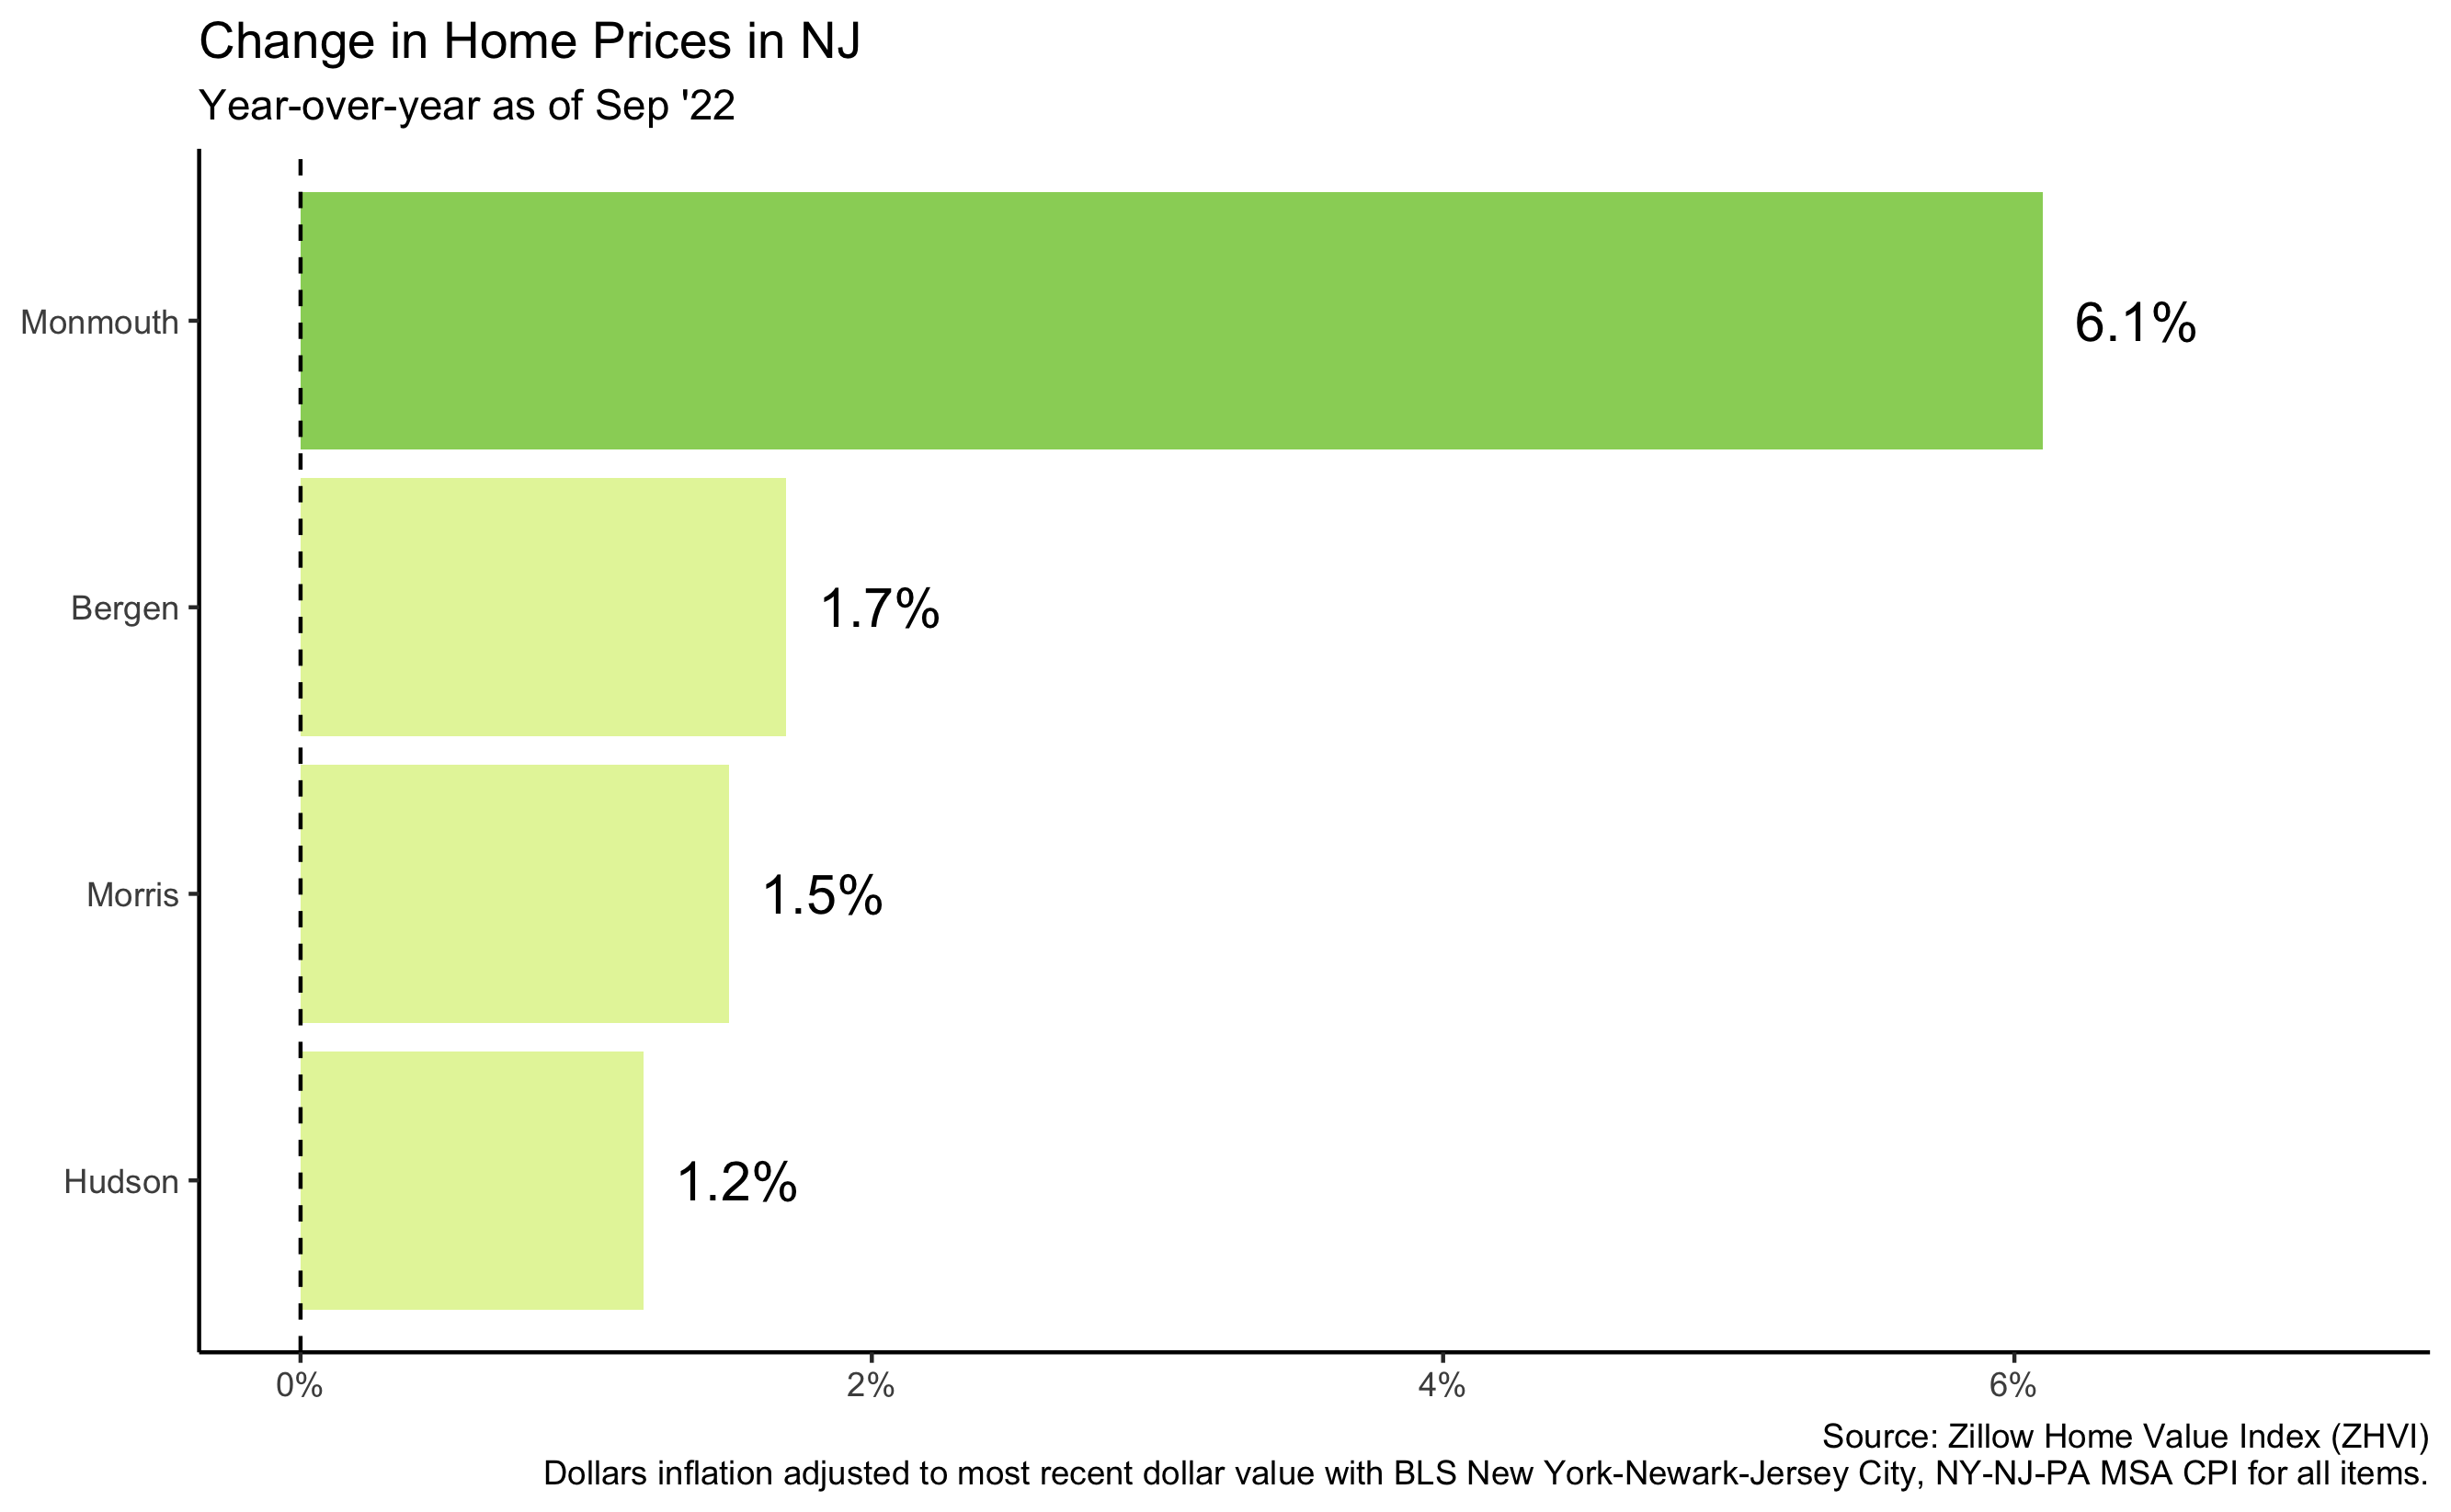 Change in Home Prices in NJ
Year-over-year as of Sep '22
Monmouth
6.1%
Bergen
1.7%
Morris
1.5%
Hudson
1.2%
0%
2%
4%
6%
Source: Zillow Home Value Index (ZHVI)
Dollars inflation adjusted to most recent dollar value with BLS New York-Newark-Jersey City, NY-NJ-PA MSA CPI for all items.